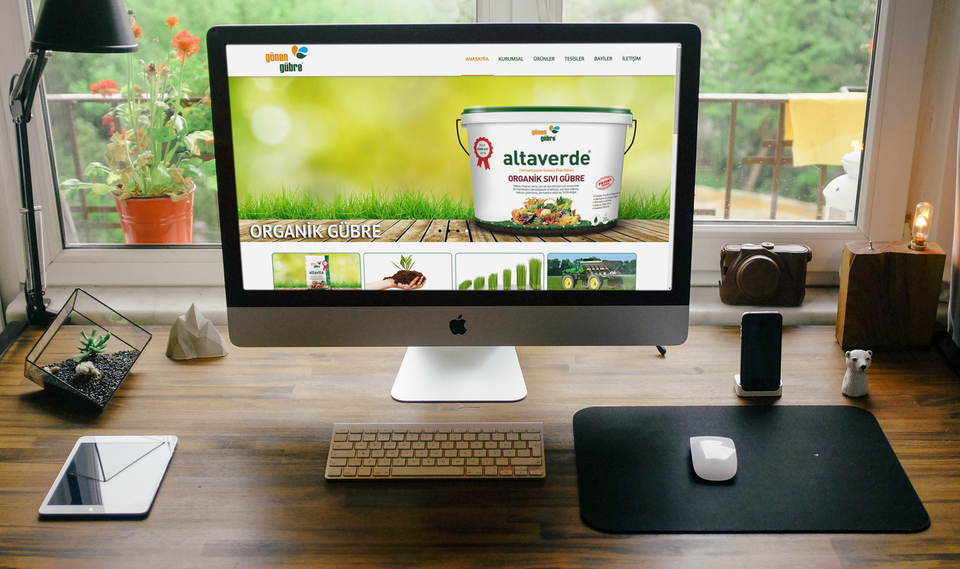 gönen
gübre
ANASAYFA KURUMSAL ÜRÜNLER TESİSLER BAYİLER İLETİŞİM
gönen
gübre
altaverde®
ORGANİK SIVI GÜBRE
ORGANİK GÜBRE
altavita